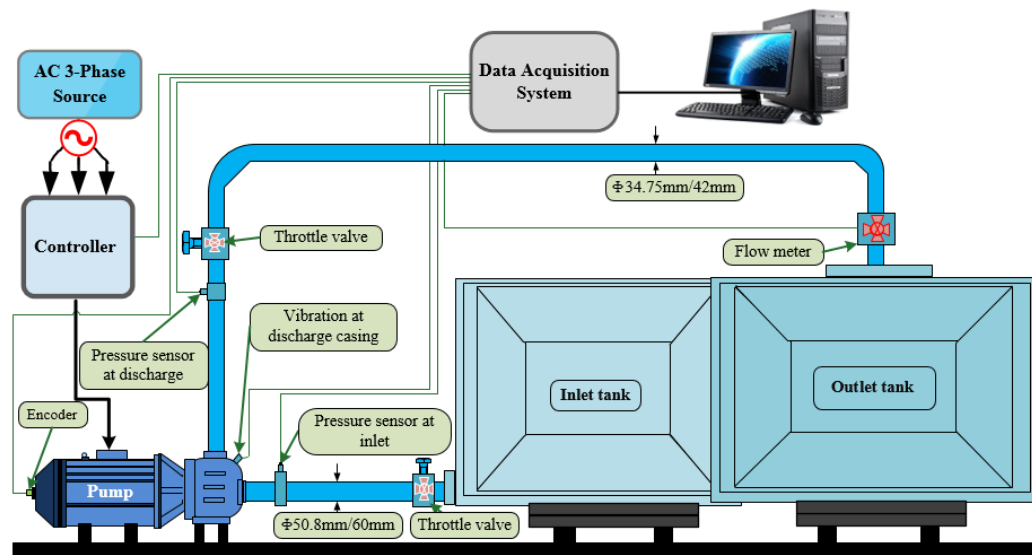 AC 3-Phase
Source
Data Acquisition
System
Φ34.75mm/42mm
Controller
Throttle valve
Flow meter
Vibration at
discharge casing
Pressure sensor
at discharge
Inlet tank
Outlet tank
Encoder
Pressure sensor at
inlet
Pump
Φ50.8mm/60mm
Throttle valve